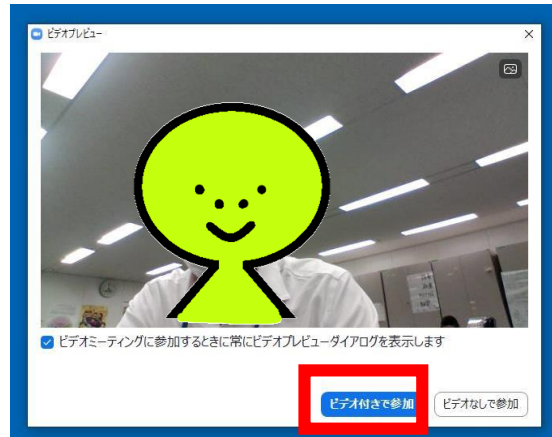 ビデオプレビュー
ビデオミーティングに参加するときに常にビデオプレビューダイアログを表示します
ビデオ付きで参加
ビデオなしで参加